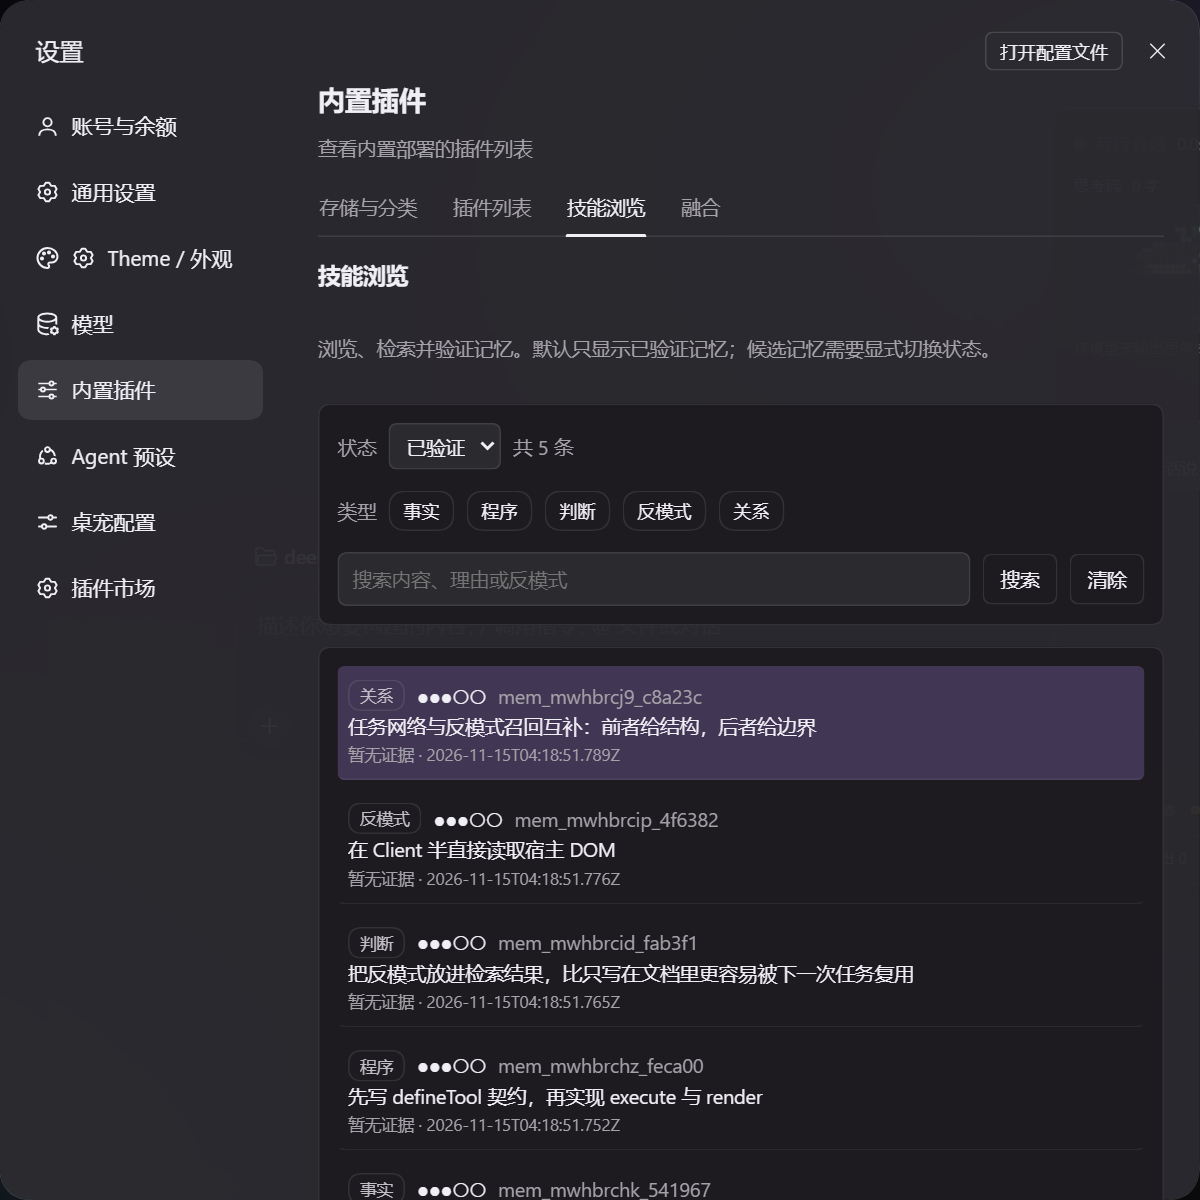 设置
打开配置文件
账号与余额
通用设置
Theme / 外观
模型
内置插件
Agent 预设
桌宠配置
插件市场
内置插件
查看内置部署的插件列表
存储与分类 插件列表 技能浏览 融合
技能浏览
浏览、检索并验证记忆。默认只显示已验证记忆；候选记忆需要显式切换状态。
状态 已验证 共 5 条
类型 事实 程序 判断 反模式 关系
搜索内容、理由或反模式 搜索 清除
关系 ●●●○○ mem_mwhbrcj9_c8a23c
任务网络与反模式召回互补：前者给结构，后者给边界
暂无证据 · 2026-11-15T04:18:51.789Z
反模式 ●●●○○ mem_mwhbrcip_4f6382
在 Client 半直接读取宿主 DOM
暂无证据 · 2026-11-15T04:18:51.776Z
判断 ●●●○○ mem_mwhbrcid_fab3f1
把反模式放进检索结果，比只写在文档里更容易被下一次任务复用
暂无证据 · 2026-11-15T04:18:51.765Z
程序 ●●●○○ mem_mwhbrchz_feca00
先写 defineTool 契约，再实现 execute 与 render
暂无证据 · 2026-11-15T04:18:51.752Z
事实 ●●●○○ mem_mwhbrchk_541967
dee